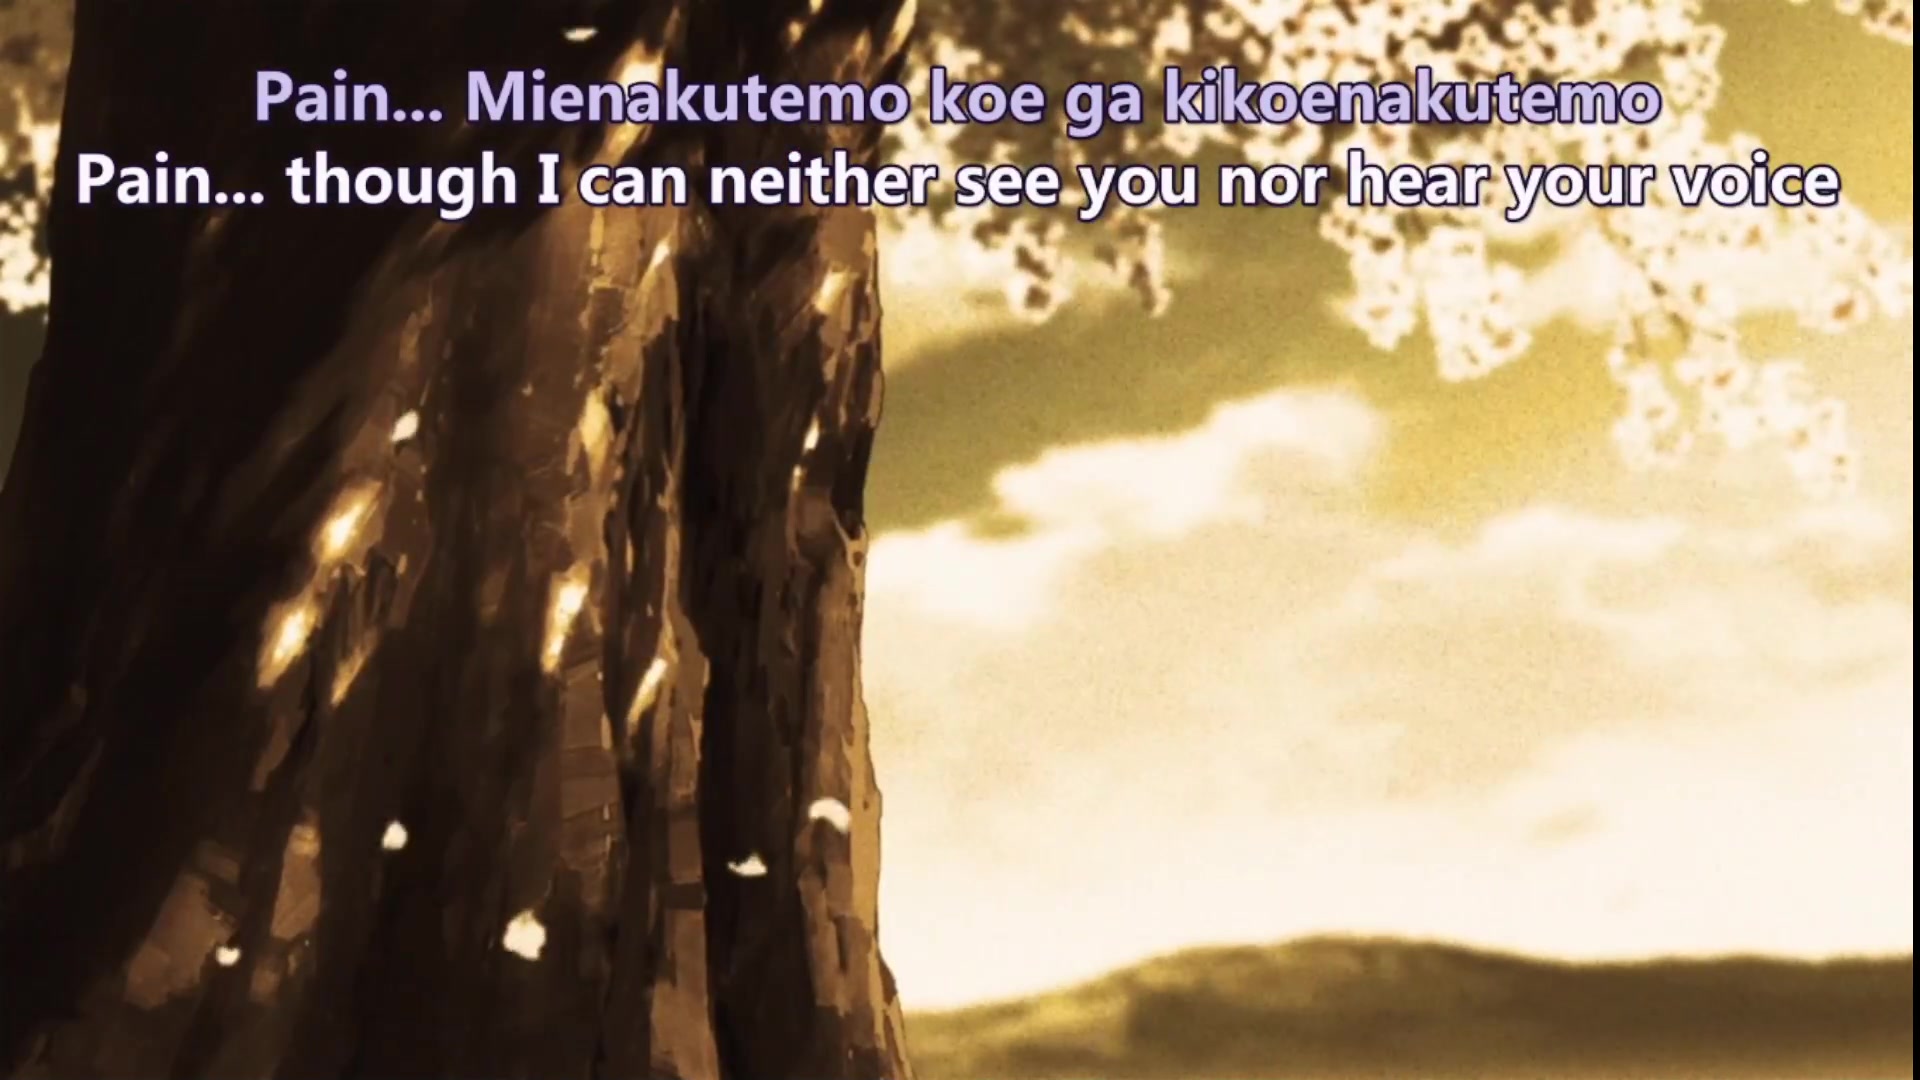 Pain... Mienakutemo koe ga kikoenakutemo
Pain... though I can neither see you nor hear your voice